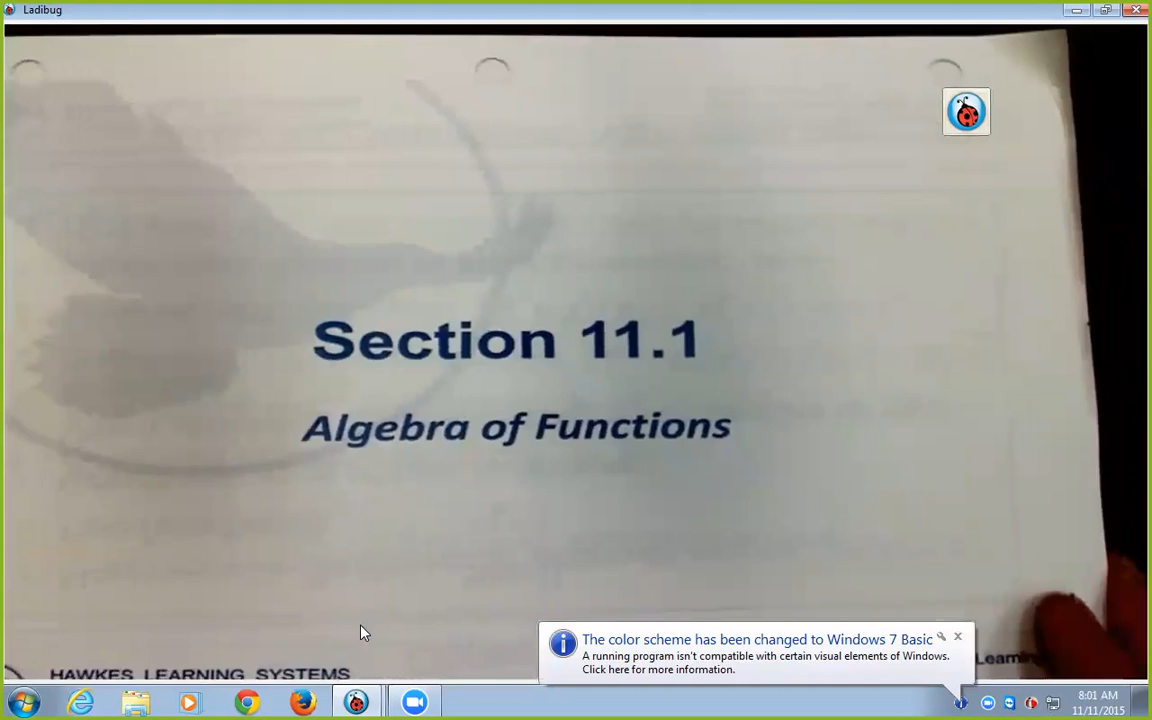 Ladibug
Section 11.1
Algebra of Functions
HAWKES LEARNING SYSTEMS
The color scheme has been changed to Windows 7 Basic
A running program isn't compatible with certain visual elements of Windows.
Click here for more information.
Learning
8:01 AM
11/11/2015